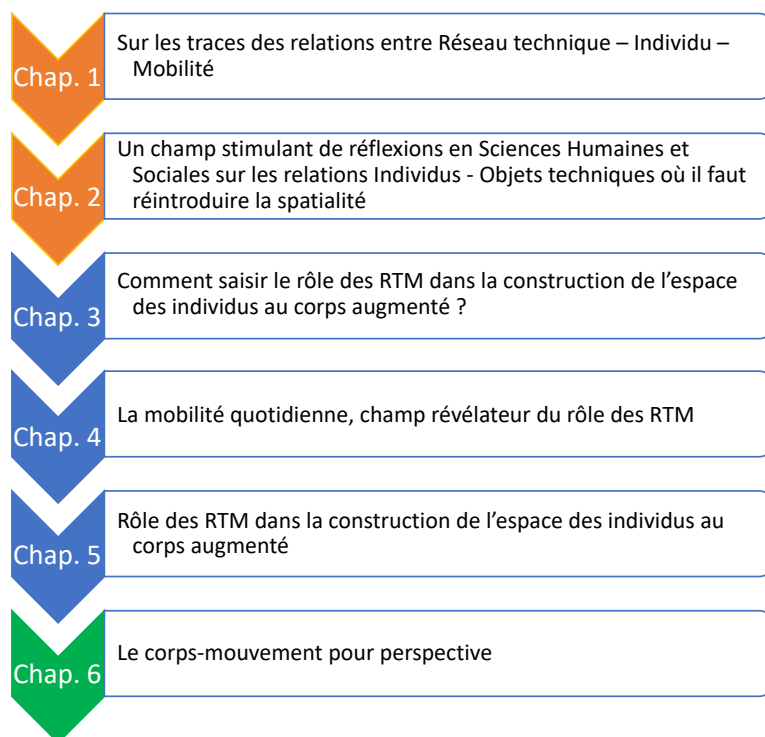 Chap. 1
Sur les traces des relations entre Réseau technique – Individu –
Mobilité
Chap. 2
Un champ stimulant de réflexions en Sciences Humaines et
Sociales sur les relations Individus - Objets techniques où il faut
réintroduire la spatialité
Chap. 3
Comment saisir le rôle des RTM dans la construction de l’espace
des individus au corps augmenté ?
Chap. 4
La mobilité quotidienne, champ révélateur du rôle des RTM
Chap. 5
Rôle des RTM dans la construction de l’espace des individus au
corps augmenté
Chap. 6
Le corps-mouvement pour perspective